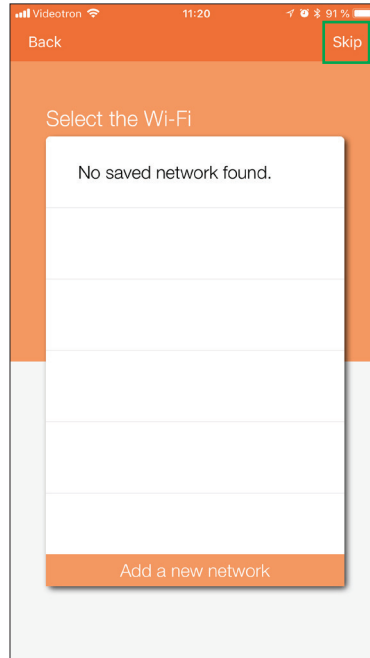 Videotron 11:20 91 %
Back Skip
Select the Wi-Fi
No saved network found.
Add a new network